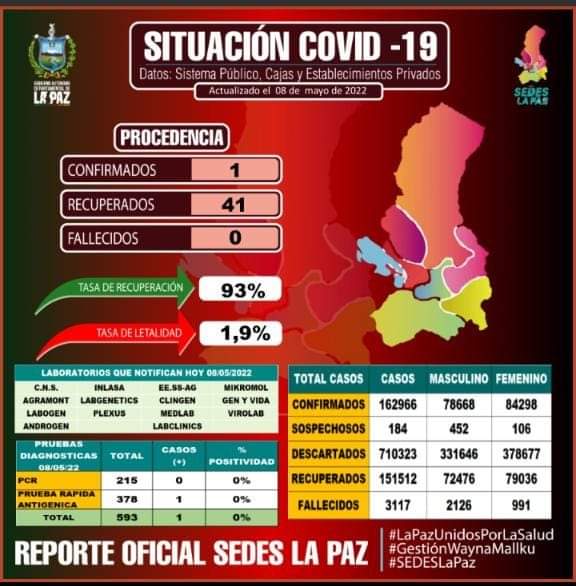 SITUACIÓN COVID -19
Datos: Sistema Público, Cajas y Establecimientos Privados
Actualizado el 08 de mayo de 2022
GOBIERNO AUTÓNOMO
DEPARTAMENTAL DE
LA PAZ
SEDES
LA PAZ
PROCEDENCIA
CONFIRMADOS 1
RECUPERADOS 41
FALLECIDOS 0
TASA DE RECUPERACIÓN 93%
TASA DE LETALIDAD 1,9%
LABORATORIOS QUE NOTIFICAN HOY 08/05/2022
C.N.S. INLASA EE.SS-AG MIKROMOL
AGRAMONT LABGENETICS CLINGEN GEN Y VIDA
LABOGEN PLEXUS MEDLAB VIROLAB
ANDROGEN LABCLINICS
PRUEBAS DIAGNOSTICAS 08/05/22 TOTAL CASOS (+) % POSITIVIDAD
PCR 215 0 0%
PRUEBA RAPIDA ANTIGENICA 378 1 0%
TOTAL 593 1 0%
TOTAL CASOS CASOS MASCULINO FEMENINO
CONFIRMADOS 162966 78668 84298
SOSPECHOSOS 184 452 106
DESCARTADOS 710323 331646 378677
RECUPERADOS 151512 72476 79036
FALLECIDOS 3117 2126 991
REPORTE OFICIAL SEDES LA PAZ
#LaPazUnidosPorLaSalud
#GestiónWaynaMallku
#SEDESLaPaz